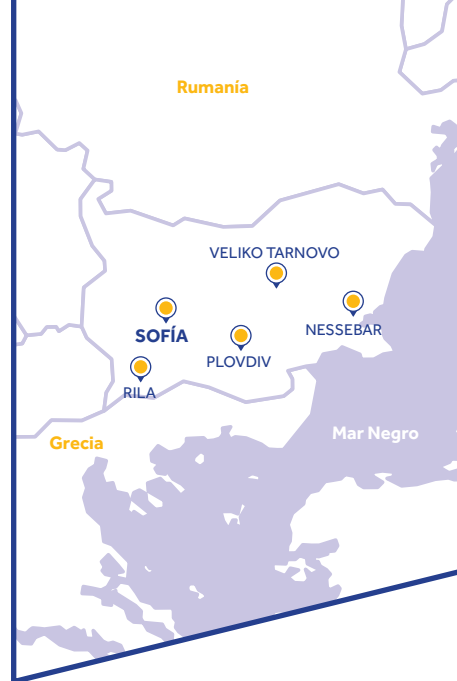 Rumanía
VELIKO TARNOVO
SOFÍA
NESSEBAR
PLOVDIV
RILA
Mar Negro
Grecia